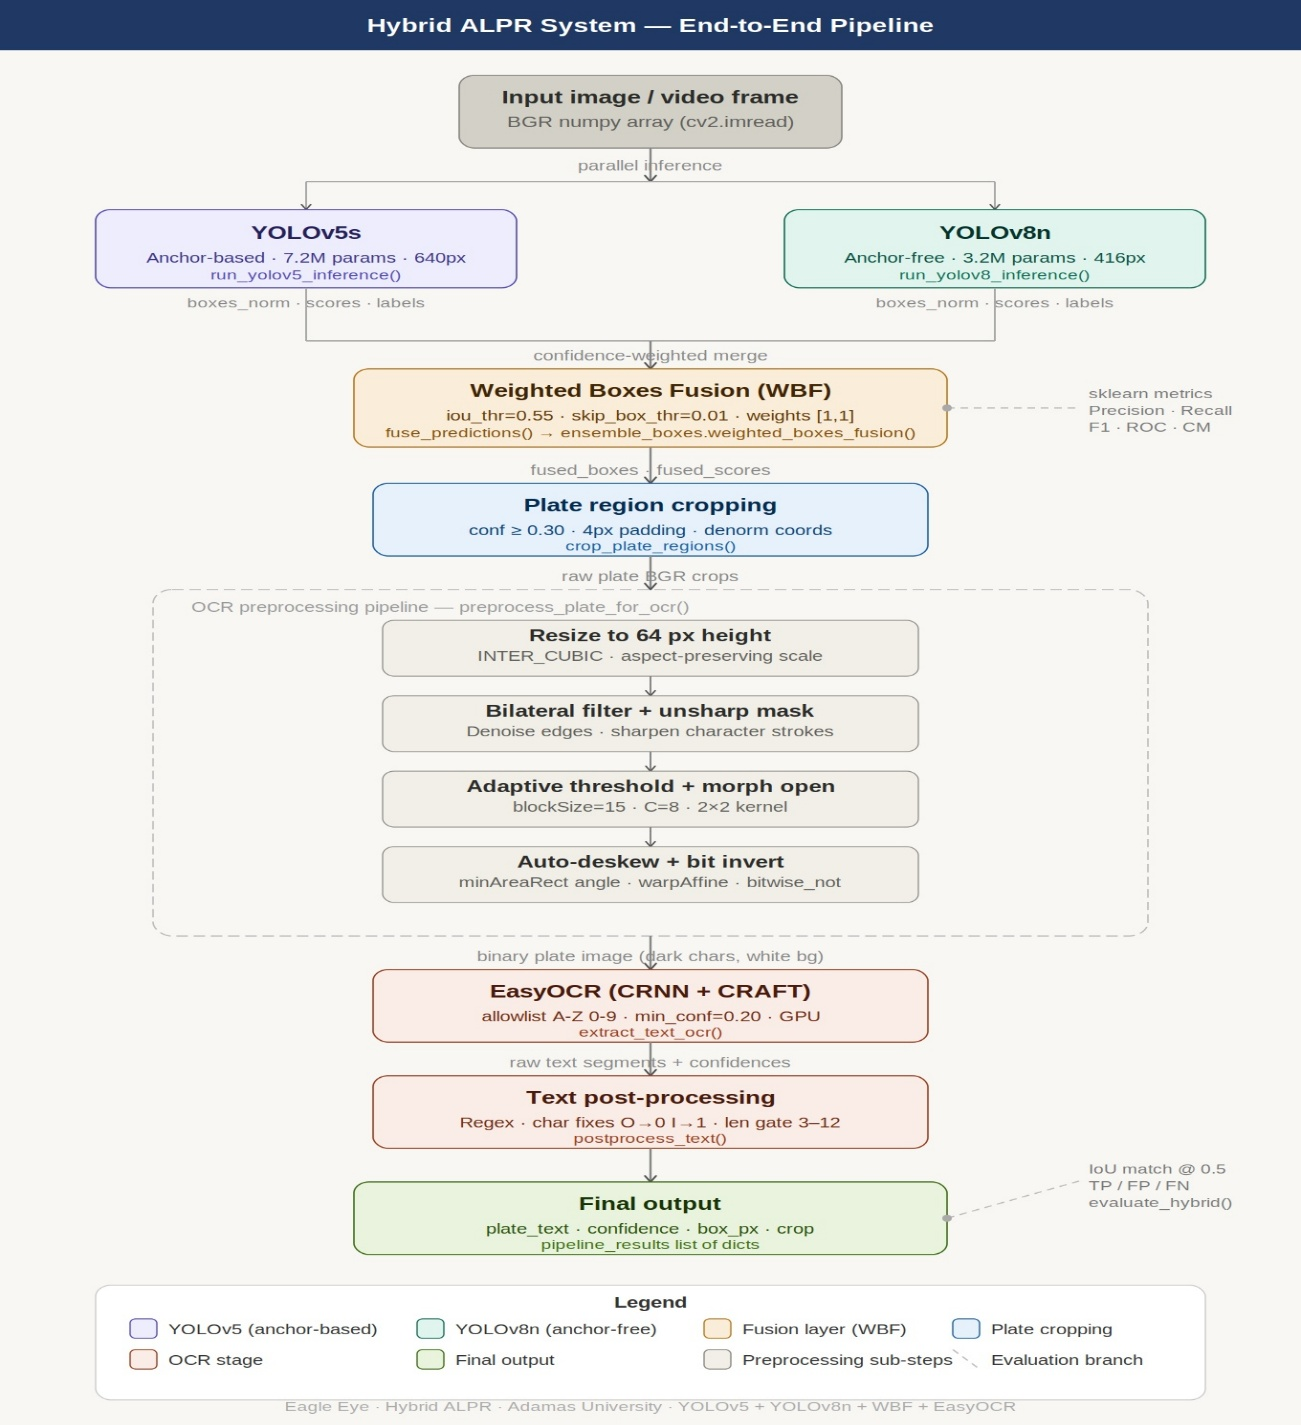 Hybrid ALPR System — End-to-End Pipeline
Input image / video frame
BGR numpy array (cv2.imread)
parallel inference
YOLOv5s
Anchor-based · 7.2M params · 640px
run_yolov5_inference()
YOLOv8n
Anchor-free · 3.2M params · 416px
run_yolov8_inference()
boxes_norm · scores · labels
boxes_norm · scores · labels
confidence-weighted merge
Weighted Boxes Fusion (WBF)
iou_thr=0.55 · skip_box_thr=0.01 · weights [1,1]
fuse_predictions() → ensemble_boxes.weighted_boxes_fusion()
sklearn metrics
Precision · Recall
F1 · ROC · CM
fused_boxes · fused_scores
Plate region cropping
conf ≥ 0.30 · 4px padding · denorm coords
crop_plate_regions()
raw plate BGR crops
OCR preprocessing pipeline — preprocess_plate_for_ocr()
Resize to 64 px height
INTER_CUBIC · aspect-preserving scale
Bilateral filter + unsharp mask
Denoise edges · sharpen character strokes
Adaptive threshold + morph open
blockSize=15 · C=8 · 2×2 kernel
Auto-deskew + bit invert
minAreaRect angle · warpAffine · bitwise_not
binary plate image (dark chars, white bg)
EasyOCR (CRNN + CRAFT)
allowlist A-Z 0-9 · min_conf=0.20 · GPU
extract_text_ocr()
raw text segments + confidences
Text post-processing
Regex · char fixes O→0 I→1 · len gate 3–12
postprocess_text()
IoU match @ 0.5
TP / FP / FN
evaluate_hybrid()
Final output
plate_text · confidence · box_px · crop
pipeline_results list of dicts
Legend
YOLOv5 (anchor-based)
YOLOv8n (anchor-free)
Fusion layer (WBF)
Plate cropping
OCR stage
Final output
Preprocessing sub-steps
Evaluation branch
Eagle Eye · Hybrid ALPR · Adamas University · YOLOv5 + YOLOv8n + WBF + EasyOCR